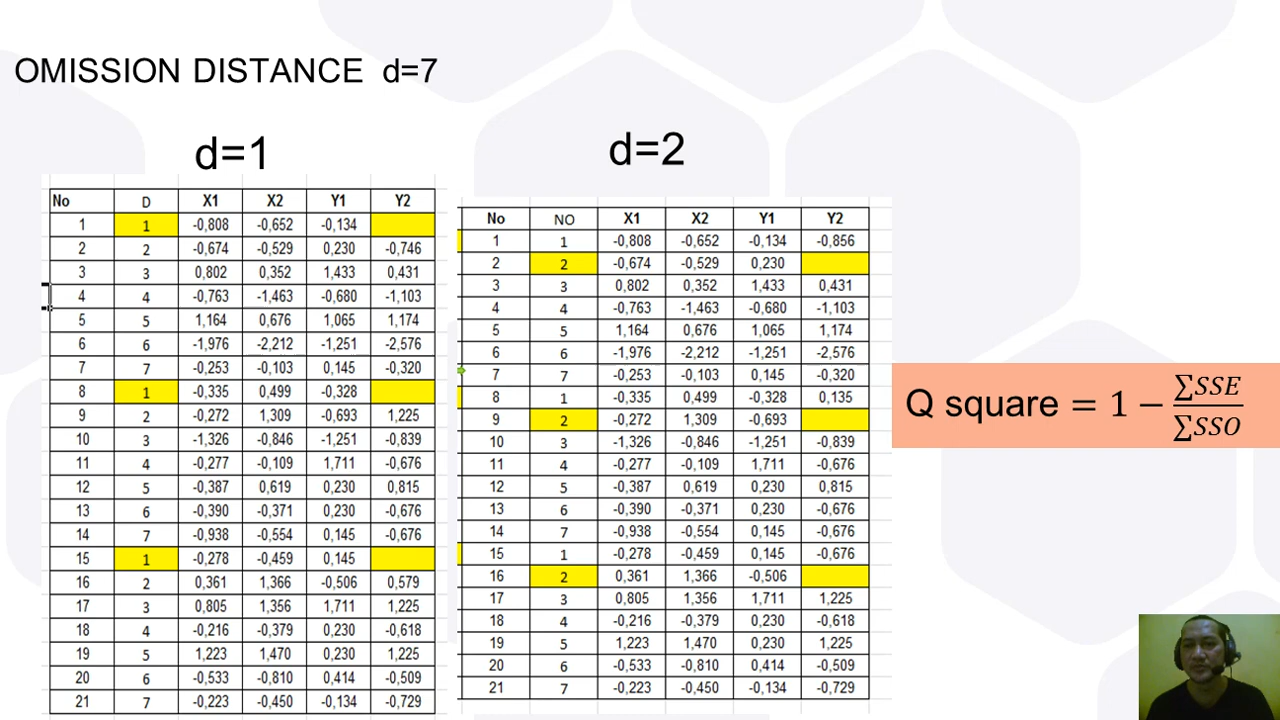 OMISSION DISTANCE d=7
d=1
No D X1 X2 Y1 Y2
1 1 -0,808 -0,652 -0,134
2 2 -0,674 -0,529 0,230 -0,746
3 3 0,802 0,352 1,433 0,431
4 4 -0,763 -1,463 -0,680 -1,103
5 5 1,164 0,676 1,065 1,174
6 6 -1,976 -2,212 -1,251 -2,576
7 7 -0,253 -0,103 0,145 -0,320
8 1 -0,335 0,499 -0,328
9 2 -0,272 1,309 -0,693 1,225
10 3 -1,326 -0,846 -1,251 -0,839
11 4 -0,277 -0,109 1,711 -0,676
12 5 -0,387 0,619 0,230 0,815
13 6 -0,390 -0,371 0,230 -0,676
14 7 -0,938 -0,554 0,145 -0,676
15 1 -0,278 -0,459 0,145
16 2 0,361 1,366 -0,506 0,579
17 3 0,805 1,356 1,711 1,225
18 4 -0,216 -0,379 0,230 -0,618
19 5 1,223 1,470 0,230 1,225
20 6 -0,533 -0,810 0,414 -0,509
21 7 -0,223 -0,450 -0,134 -0,729
d=2
No NO X1 X2 Y1 Y2
1 1 -0,808 -0,652 -0,134 -0,856
2 2 -0,674 -0,529 0,230
3 3 0,802 0,352 1,433 0,431
4 4 -0,763 -1,463 -0,680 -1,103
5 5 1,164 0,676 1,065 1,174
6 6 -1,976 -2,212 -1,251 -2,576
7 7 -0,253 -0,103 0,145 -0,320
8 1 -0,335 0,499 -0,328 0,135
9 2 -0,272 1,309 -0,693
10 3 -1,326 -0,846 -1,251 -0,839
11 4 -0,277 -0,109 1,711 -0,676
12 5 -0,387 0,619 0,230 0,815
13 6 -0,390 -0,371 0,230 -0,676
14 7 -0,938 -0,554 0,145 -0,676
15 1 -0,278 -0,459 0,145 -0,676
16 2 0,361 1,366 -0,506
17 3 0,805 1,356 1,711 1,225
18 4 -0,216 -0,379 0,230 -0,618
19 5 1,223 1,470 0,230 1,225
20 6 -0,533 -0,810 0,414 -0,509
21 7 -0,223 -0,450 -0,134 -0,729
Q square = 1 − ∑SSE / ∑SSO